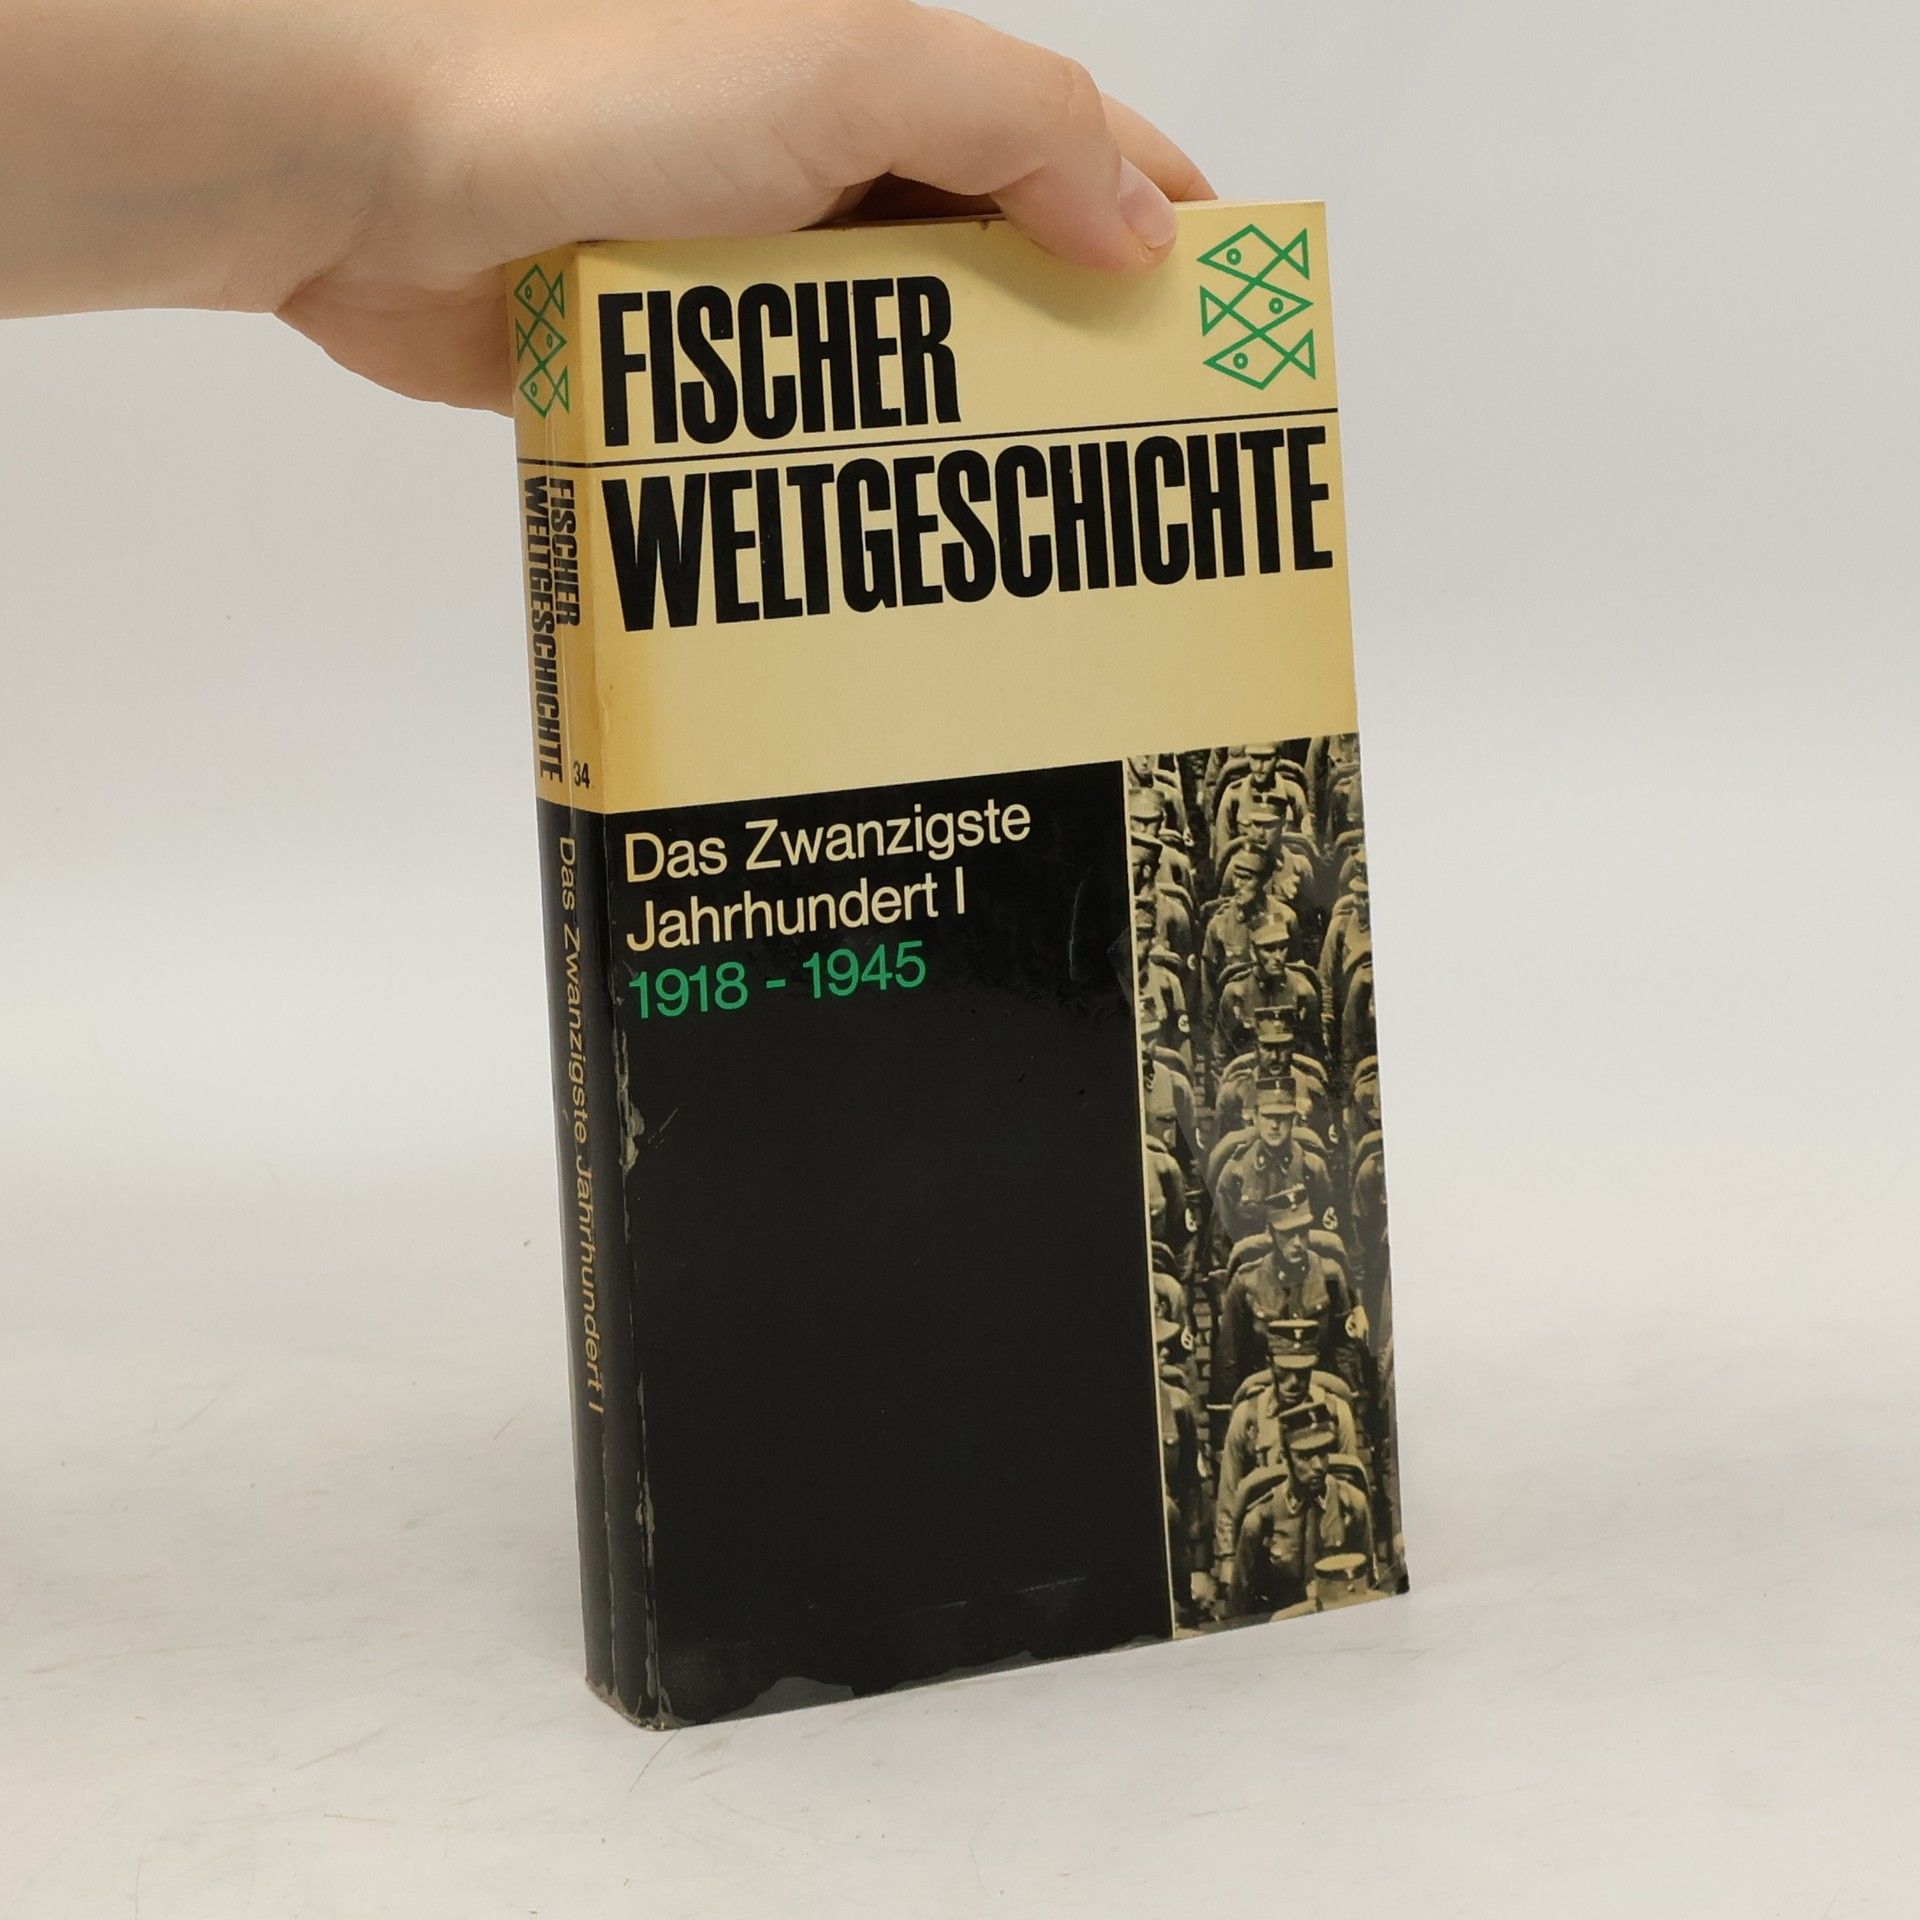 FISCHER
WELTGESCHICHTE
Das Zwanzigste
Jahrhundert I
1918 - 1945
FISCHER
WELTGESCHICHTE
34
Das Zwanzigste Jahrhundert I